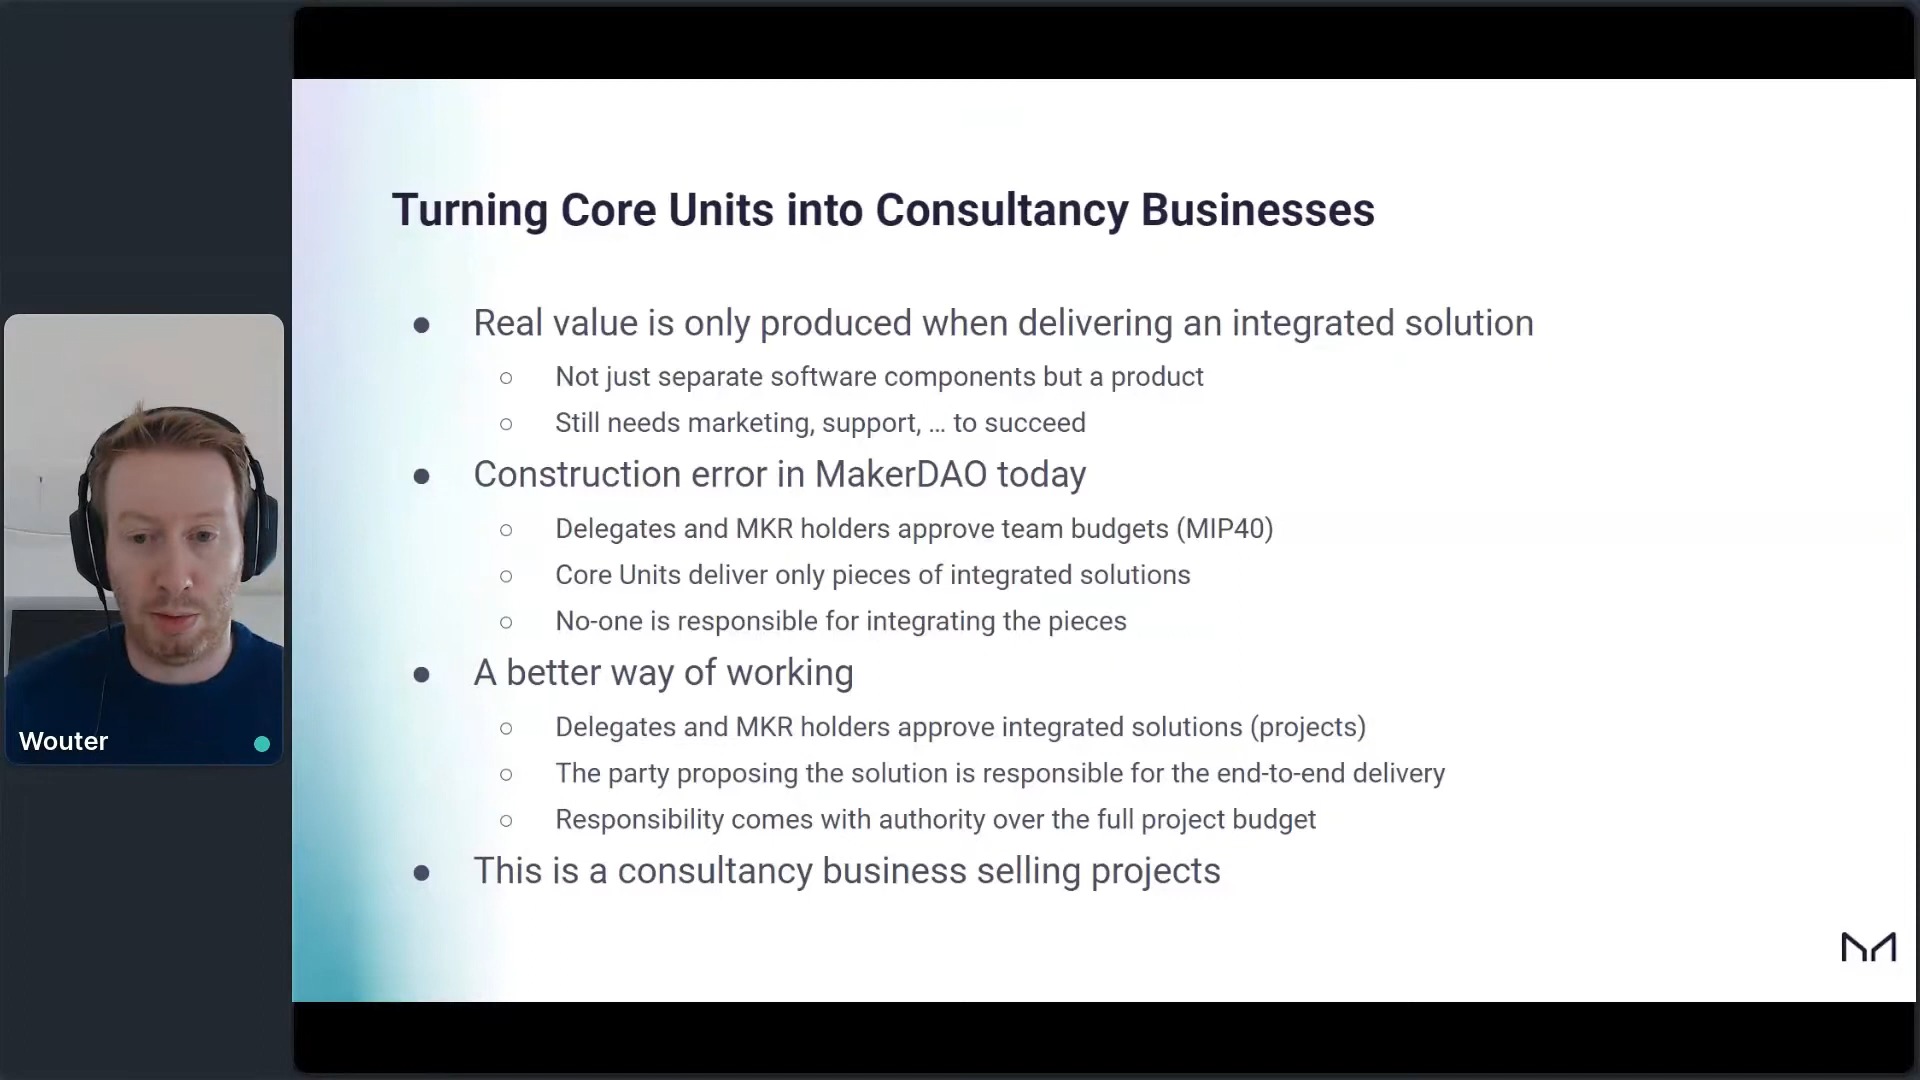 Turning Core Units into Consultancy Businesses
● Real value is only produced when delivering an integrated solution
○ Not just separate software components but a product
○ Still needs marketing, support, … to succeed
● Construction error in MakerDAO today
○ Delegates and MKR holders approve team budgets (MIP40)
○ Core Units deliver only pieces of integrated solutions
○ No-one is responsible for integrating the pieces
● A better way of working
○ Delegates and MKR holders approve integrated solutions (projects)
○ The party proposing the solution is responsible for the end-to-end delivery
○ Responsibility comes with authority over the full project budget
● This is a consultancy business selling projects
Wouter